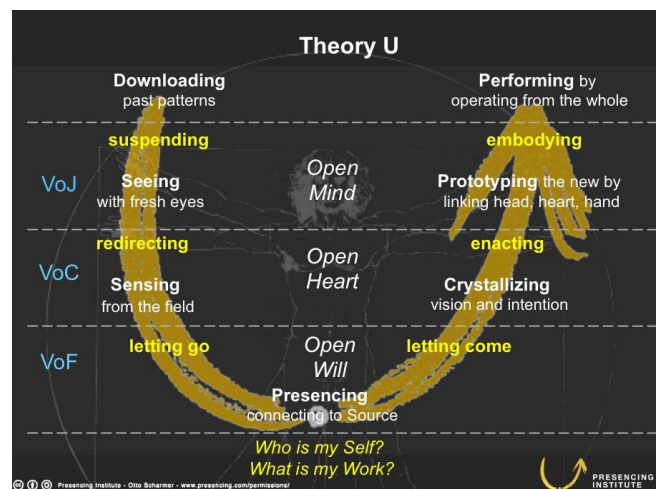 Theory U
Downloading
past patterns
Performing by
operating from the whole
suspending
embodying
VoJ
Open
Mind
Seeing
with fresh eyes
Prototyping the new by
linking head, heart, hand
redirecting
enacting
VoC
Open
Heart
Sensing
from the field
Crystallizing
vision and intention
letting go
letting come
VoF
Open
Will
Presencing
connecting to Source
Who is my Self?
What is my Work?
Presencing Institute - Otto Scharmer - www.presencing.com/permissions/
PRESENCING
INSTITUTE